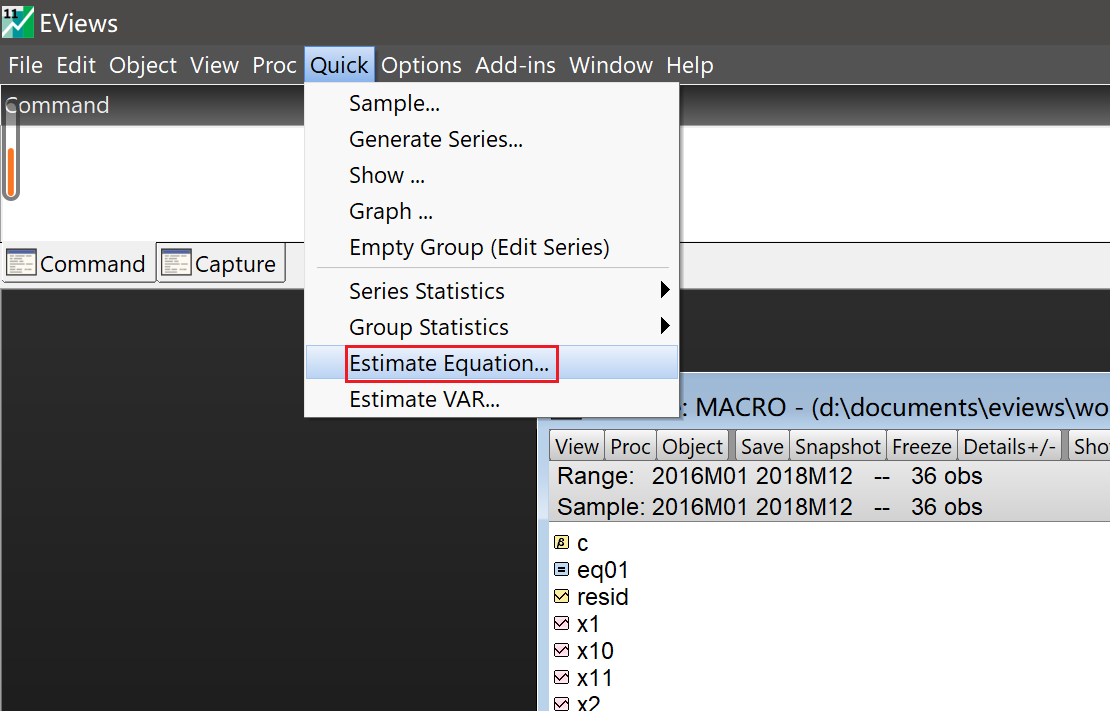 11
EViews
File Edit Object View Proc Quick Options Add-ins Window Help
Command
Sample...
Generate Series...
Show ...
Graph ...
Empty Group (Edit Series)
Command Capture
Series Statistics
Group Statistics
Estimate Equation...
Estimate VAR...
: MACRO - (d:\documents\eviews\wo
View Proc Object Save Snapshot Freeze Details+/- Sho
Range: 2016M01 2018M12 -- 36 obs
Sample: 2016M01 2018M12 -- 36 obs
β c
eq01
resid
x1
x10
x11
x2